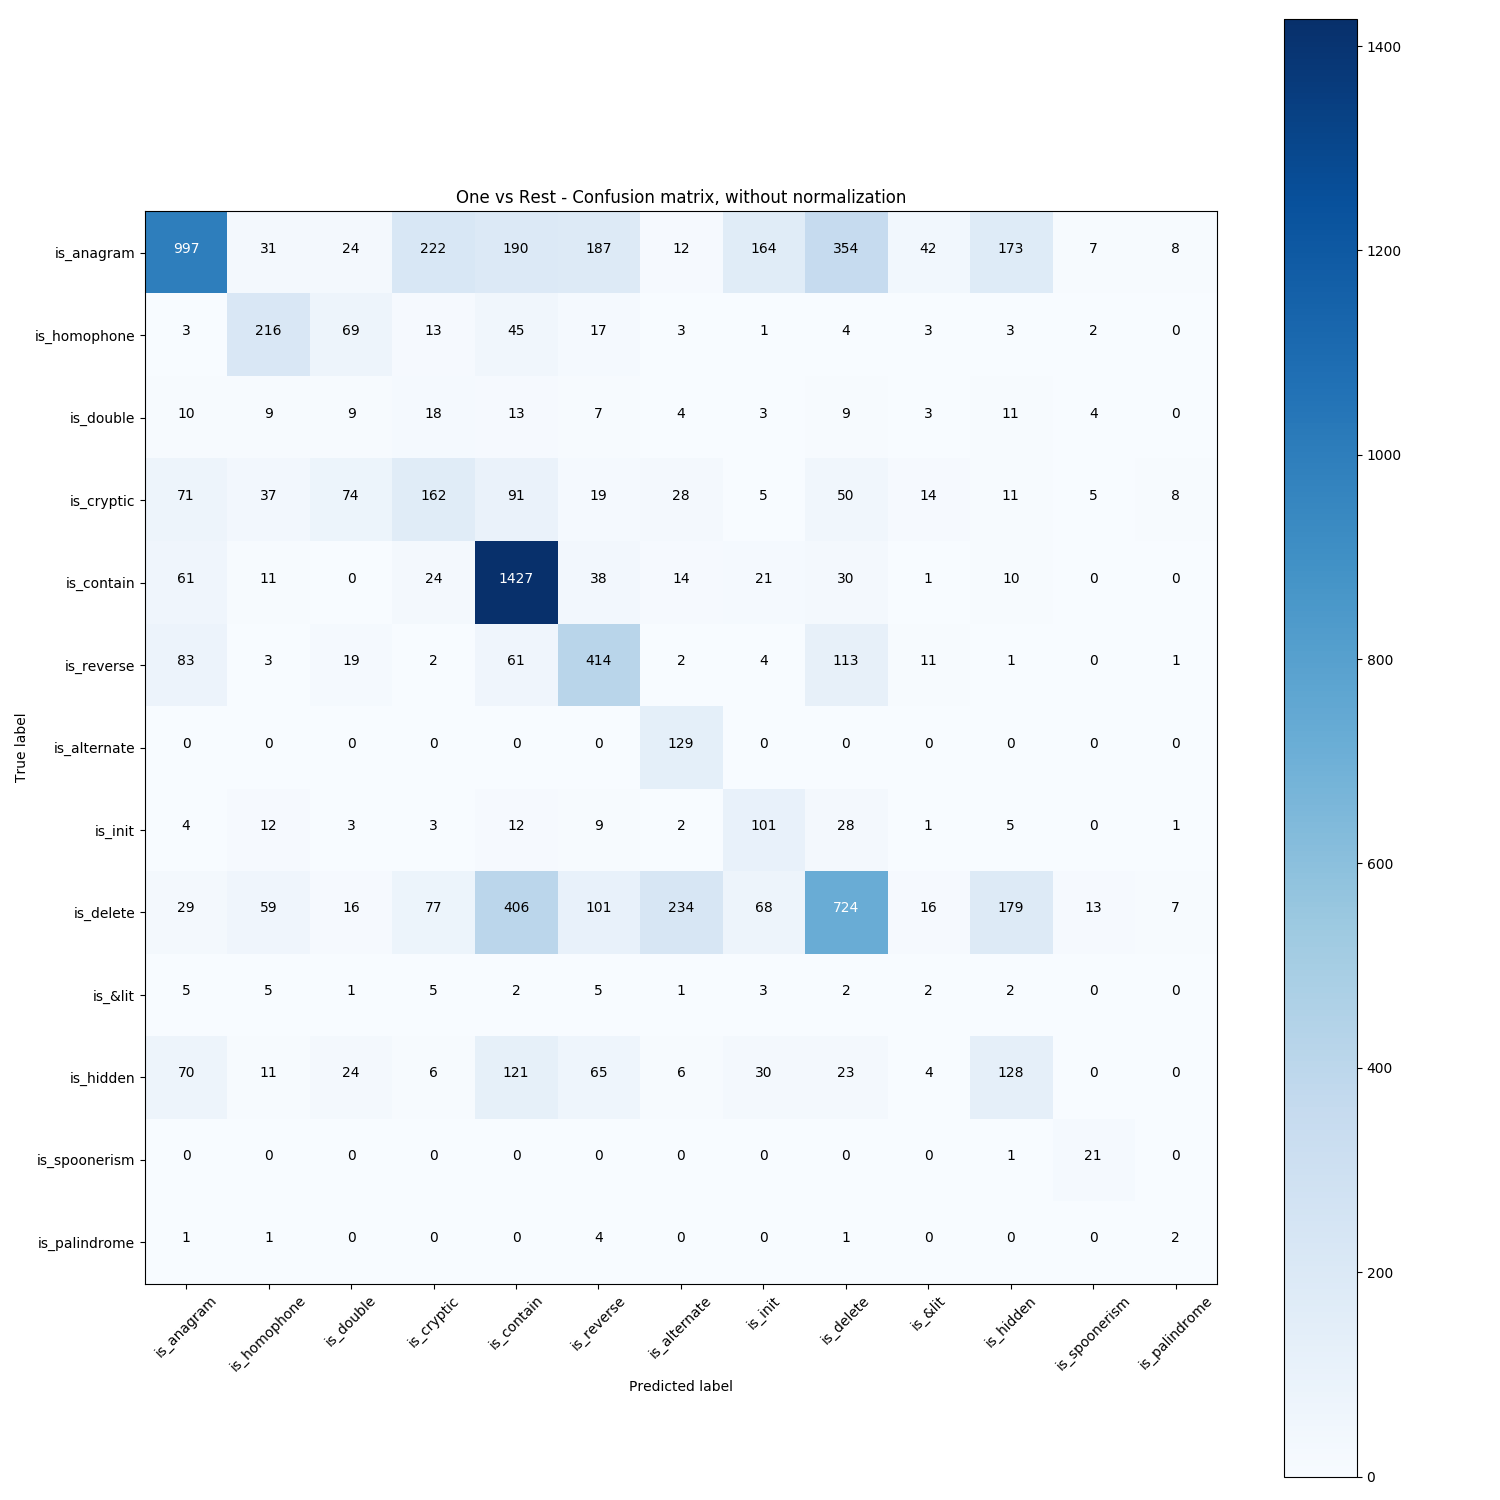 One vs Rest - Confusion matrix, without normalization
is_anagram 997 31 24 222 190 187 12 164 354 42 173 7 8
is_homophone 3 216 69 13 45 17 3 1 4 3 3 2 0
is_double 10 9 9 18 13 7 4 3 9 3 11 4 0
is_cryptic 71 37 74 162 91 19 28 5 50 14 11 5 8
is_contain 61 11 0 24 1427 38 14 21 30 1 10 0 0
is_reverse 83 3 19 2 61 414 2 4 113 11 1 0 1
is_alternate 0 0 0 0 0 0 129 0 0 0 0 0 0
is_init 4 12 3 3 12 9 2 101 28 1 5 0 1
is_delete 29 59 16 77 406 101 234 68 724 16 179 13 7
is_&lit 5 5 1 5 2 5 1 3 2 2 2 0 0
is_hidden 70 11 24 6 121 65 6 30 23 4 128 0 0
is_spoonerism 0 0 0 0 0 0 0 0 0 0 1 21 0
is_palindrome 1 1 0 0 0 4 0 0 1 0 0 0 2
True label
is_anagram is_homophone is_double is_cryptic is_contain is_reverse is_alternate is_init is_delete is_&lit is_hidden is_spoonerism is_palindrome
Predicted label
1400
1200
1000
800
600
400
200
0